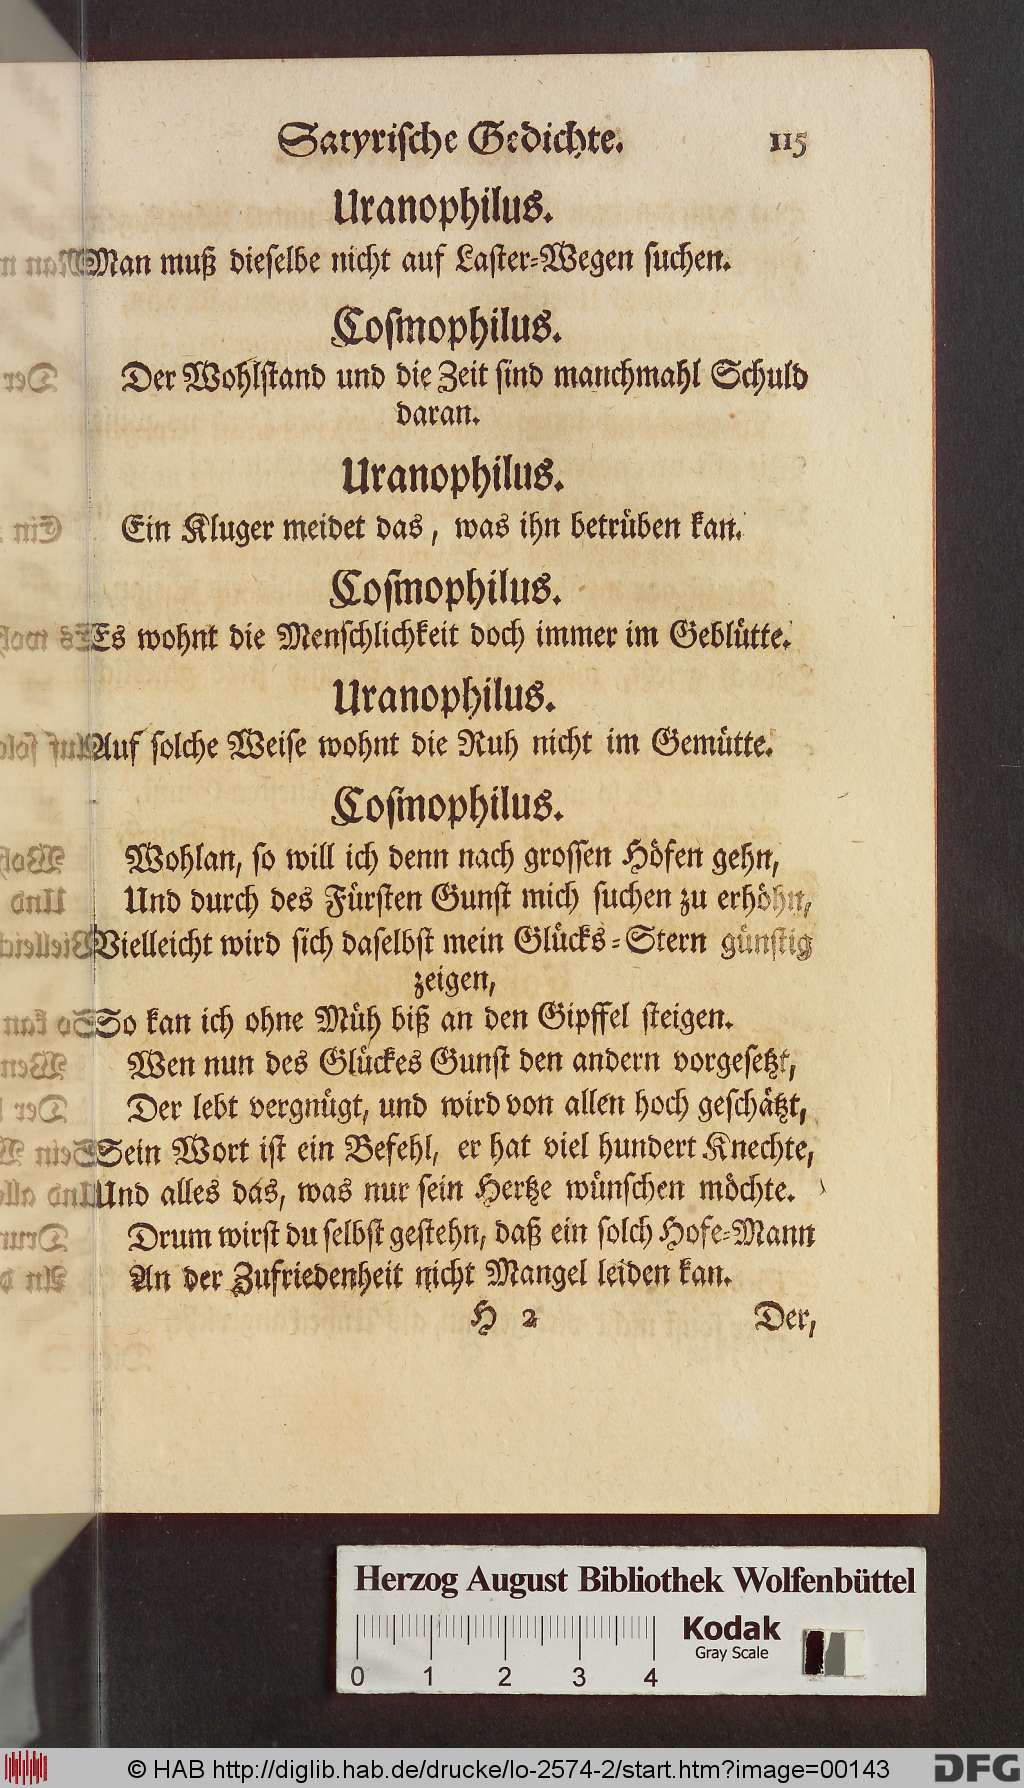 Satyrische Gedichte. 115
Uranophilus.
Man muß dieselbe nicht auf Laster-Wegen suchen.
Cosmophilus.
Der Wohlstand und die Zeit sind manchmahl Schuld
daran.
Uranophilus.
Ein Kluger meidet das, was ihn betrüben kan.
Cosmophilus.
Es wohnt die Menschlichkeit doch immer im Geblütte.
Uranophilus.
Auf solche Weise wohnt die Ruh nicht im Gemütte.
Cosmophilus.
Wohlan, so will ich denn nach grossen Höfen gehn,
Und durch des Fürsten Gunst mich suchen zu erhöhn,
Vielleicht wird sich daselbst mein Glücks-Stern günstig
zeigen,
So kan ich ohne Müh biß an den Gipffel steigen.
Wen nun des Glückes Gunst den andern vorgesetzt,
Der lebt vergnügt, und wird von allen hoch geschätzt,
Sein Wort ist ein Befehl, er hat viel hundert Knechte,
Und alles das, was nur sein Hertze wünschen möchte.
Drum wirst du selbst gestehn, daß ein solch Hofe-Mann
An der Zufriedenheit nicht Mangel leiden kan.
H 2 Der,
Herzog August Bibliothek Wolfenbüttel
Kodak
Gray Scale
0 1 2 3 4
© HAB http://diglib.hab.de/drucke/lo-2574-2/start.htm?image=00143
DFG